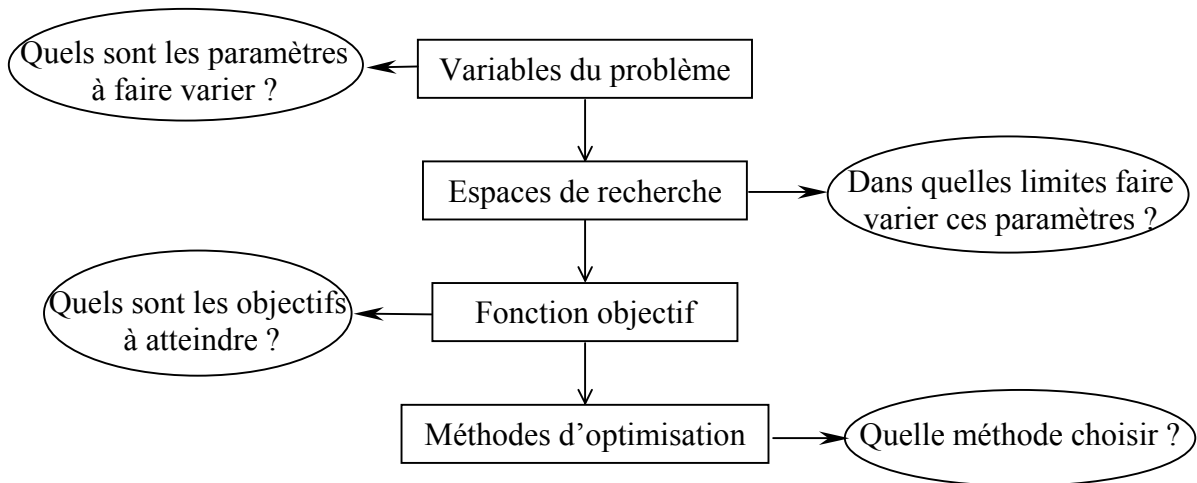 Quels sont les paramètres
à faire varier ?
Variables du problème
Espaces de recherche
Dans quelles limites faire
varier ces paramètres ?
Quels sont les objectifs
à atteindre ?
Fonction objectif
Méthodes d’optimisation
Quelle méthode choisir ?